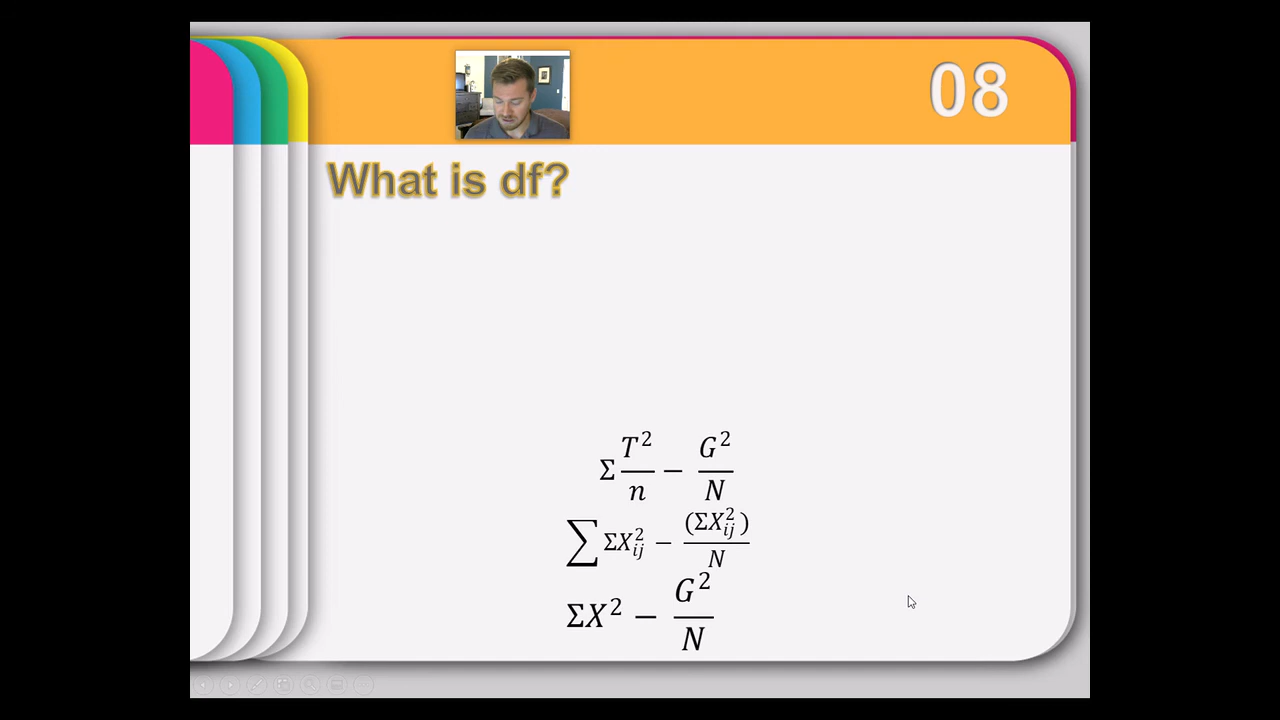 08
What is df?
Σ T²/n − G²/N
∑ ΣX²ᵢⱼ − (ΣX²ᵢⱼ)/N
ΣX² − G²/N